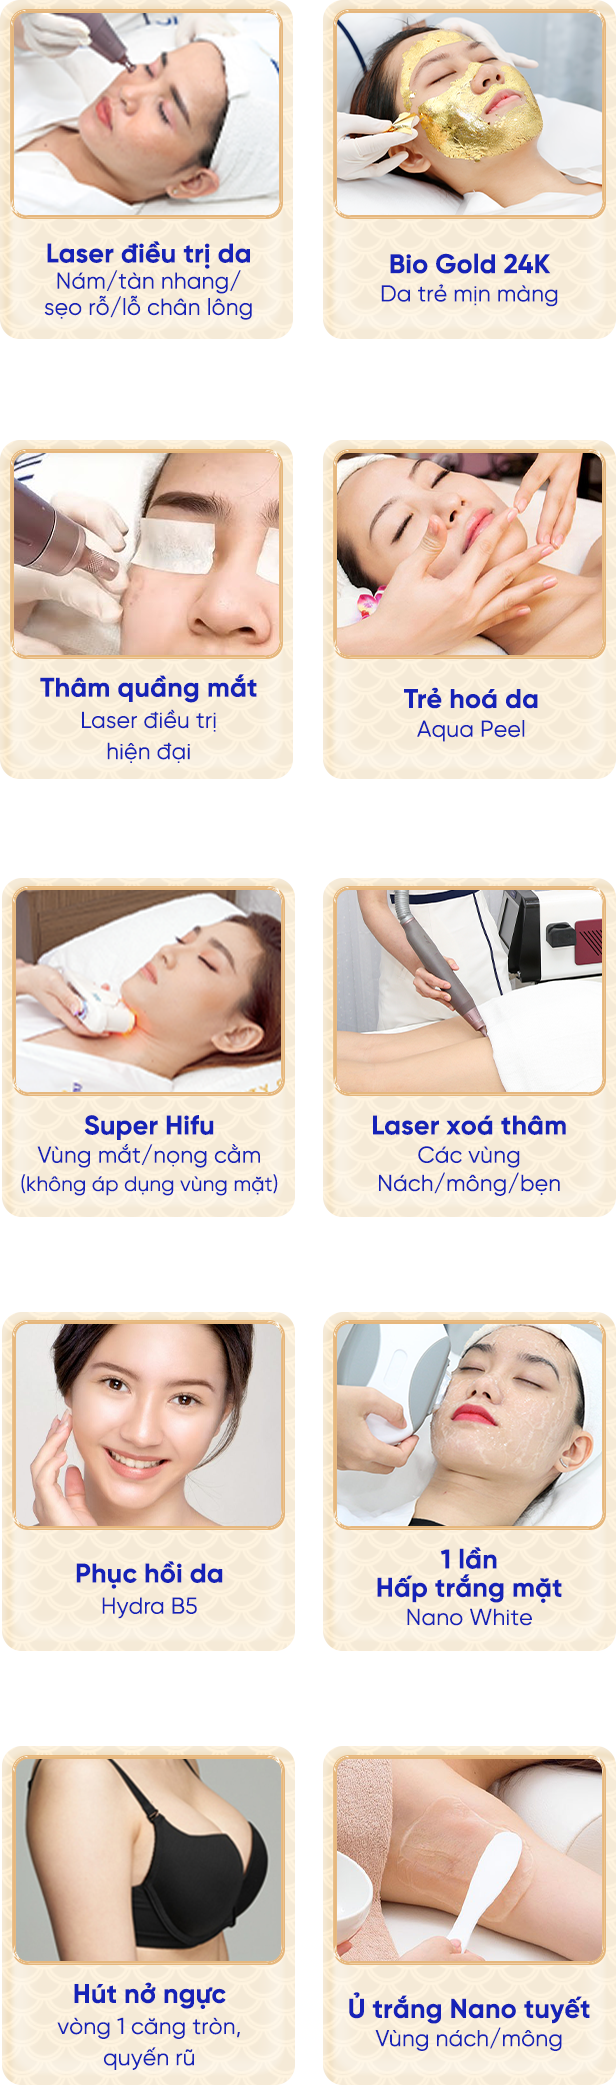 Laser điều trị da
Nám/tàn nhang/
sẹo rỗ/lỗ chân lông
Bio Gold 24K
Da trẻ mịn màng
Thâm quầng mắt
Laser điều trị
hiện đại
Trẻ hoá da
Aqua Peel
Super Hifu
Vùng mắt/nọng cằm
(không áp dụng vùng mặt)
Laser xoá thâm
Các vùng
Nách/mông/bẹn
Phục hồi da
Hydra B5
1 lần
Hấp trắng mặt
Nano White
Hút nở ngực
vòng 1 căng tròn,
quyến rũ
Ủ trắng Nano tuyết
Vùng nách/mông